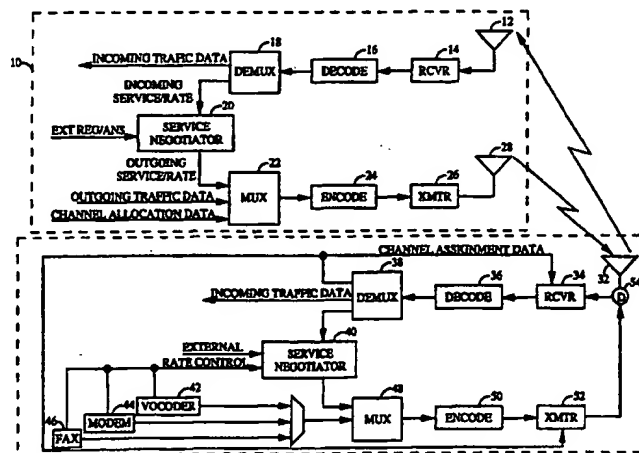 12
18
16
14
INCOMING TRAFIC DATA
DEMUX
DECODE
RCVR
10
INCOMING
SERVICE/RATE
20
SERVICE
NEGOTIATOR
EXT REG/ANS
28
OUTGOING
SERVICE/RATE
22
24
26
MUX
ENCODE
XMTR
OUTGOING TRAFFIC DATA
CHANNEL ALLOCATION DATA
CHANNEL ASSIGNMENT DATA
32
38
36
34
54
INCOMING TRAFFIC DATA
DEMUX
DECODE
RCVR
D
40
EXTERNAL
RATE CONTROL
SERVICE
NEGOTIATOR
42
VOCODER
44
MODEM
46
FAX
48
50
52
MUX
ENCODE
XMTR